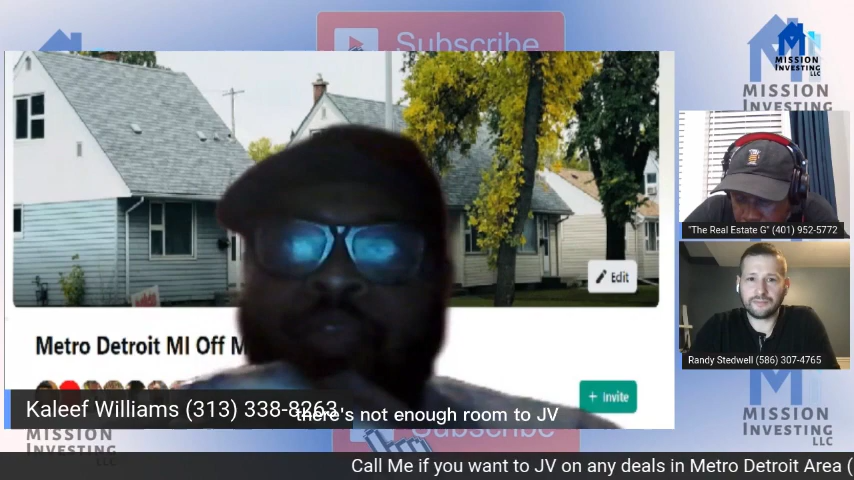 Subscribe
MISSION
INVESTING
LLC
MISSION
INVESTING
"The Real Estate G" (401) 952-5772
Edit
Metro Detroit MI Off M
Randy Stedwell (586) 307-4765
+ Invite
Kaleef Williams (313) 338-8263
there's not enough room to JV
Subscribe
MISSION
INVESTING
LLC
MISSION
INVESTING
LLC
Call Me if you want to JV on any deals in Metro Detroit Area (